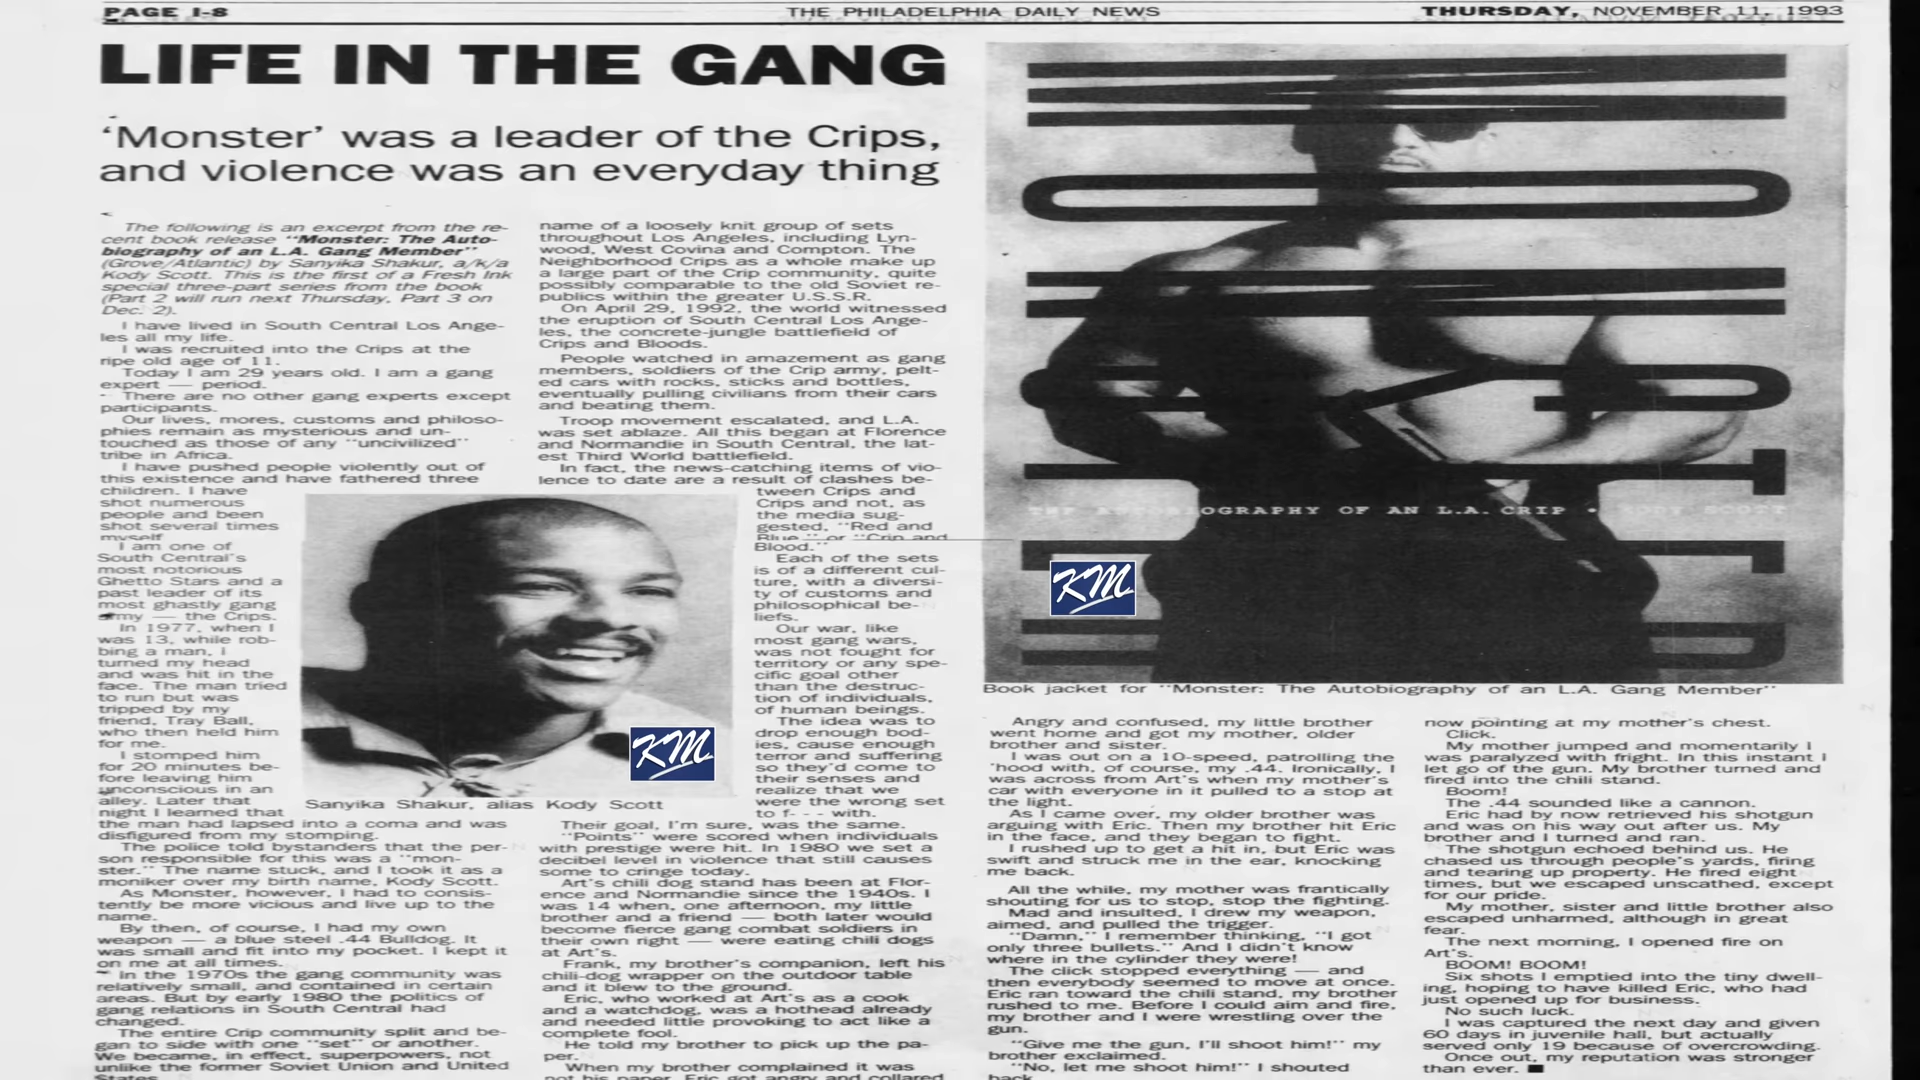 PAGE I-8
THE PHILADELPHIA DAILY NEWS
THURSDAY, NOVEMBER 11, 1993
LIFE IN THE GANG
'Monster' was a leader of the Crips,
and violence was an everyday thing
The following is an excerpt from the re-
cent book release "Monster: The Auto-
biography of an L.A. Gang Member"
(Grove/Atlantic) by Sanyika Shakur, a/k/a
Kody Scott. This is the first of a Fresh Ink
special three-part series from the book
(Part 2 will run next Thursday, Part 3 on
Dec. 2).
I have lived in South Central Los Ange-
les all my life.
I was recruited into the Crips at the
ripe old age of 11.
Today I am 29 years old. I am a gang
expert — period.
There are no other gang experts except
participants.
Our lives, mores, customs and philoso-
phies remain as mysterious and un-
touched as those of any "uncivilized"
tribe in Africa.
I have pushed people violently out of
this existence and have fathered three
children. I have
shot numerous
people and been
shot several times
myself
I am one of
South Central's
most notorious
Ghetto Stars and a
past leader of its
most ghastly gang
army — the Crips.
In 1977, when I
was 13, while rob-
bing a man, I
turned my head
and was hit in the
face. The man tried
to run but was
tripped by my
friend, Tray Ball,
who then held him
for me.
I stomped him
for 20 minutes be-
fore leaving him
unconscious in an
alley. Later that
night I learned that
the man had lapsed into a coma and was
disfigured from my stomping.
The police told bystanders that the per-
son responsible for this was a "mon-
ster." The name stuck, and I took it as a
moniker over my birth name, Kody Scott.
As Monster, however, I had to consis-
tently be more vicious and live up to the
name.
By then, of course, I had my own
weapon — a blue steel .44 Bulldog. It
was small and fit into my pocket. I kept it
on me at all times.
In the 1970s the gang community was
relatively small, and contained in certain
areas. But by early 1980 the politics of
gang relations in South Central had
changed.
The entire Crip community split and be-
gan to side with one "set" or another.
We became, in effect, superpowers, not
unlike the former Soviet Union and United
States.
name of a loosely knit group of sets
throughout Los Angeles, including Lyn-
wood, West Covina and Compton. The
Neighborhood Crips as a whole make up
a large part of the Crip community, quite
possibly comparable to the old Soviet re-
publics within the greater U.S.S.R.
On April 29, 1992, the world witnessed
the eruption of South Central Los Ange-
les, the concrete-jungle battlefield of
Crips and Bloods.
People watched in amazement as gang
members, soldiers of the Crip army, pelt-
ed cars with rocks, sticks and bottles,
eventually pulling civilians from their cars
and beating them.
Troop movement escalated, and L.A.
was set ablaze. All this began at Florence
and Normandie in South Central, the lat-
est Third World battlefield.
In fact, the news-catching items of vio-
lence to date are a result of clashes be-
tween Crips and
Crips and not, as
the media sug-
gested, "Red and
Blue" or "Crip and
Blood."
Each of the sets
is of a different cul-
ture, with a diversi-
ty of customs and
philosophical be-
liefs.
Our war, like
most gang wars,
was not fought for
territory or any spe-
cific goal other
than the destruc-
tion of individuals,
of human beings.
The idea was to
drop enough bod-
ies, cause enough
terror and suffering
so they'd come to
their senses and
realize that we
were the wrong set
to f- - - with.
Their goal, I'm sure, was the same.
"Points" were scored when individuals
with prestige were hit. In 1980 we set a
decibel level in violence that still causes
some to cringe today.
Art's chili dog stand has been at Flor-
ence and Normandie since the 1940s. I
was 14 when, one afternoon, my little
brother and a friend — both later would
become fierce gang combat soldiers in
their own right — were eating chili dogs
at Art's.
Frank, my brother's companion, left his
chili-dog wrapper on the outdoor table
and it blew to the ground.
Eric, who worked at Art's as a cook
and a watchdog, was a hothead already
and needed little provoking to act like a
complete fool.
He told my brother to pick up the pa-
per.
When my brother complained it was
not his paper, Eric got angry and collared
Sanyika Shakur, alias Kody Scott
KM
MONSTER
THE AUTOBIOGRAPHY OF AN L.A. CRIP • KODY SCOTT
KM
Book jacket for "Monster: The Autobiography of an L.A. Gang Member"
Angry and confused, my little brother
went home and got my mother, older
brother and sister.
I was out on a 10-speed, patrolling the
'hood with, of course, my .44. Ironically, I
was across from Art's when my mother's
car with everyone in it pulled to a stop at
the light.
As I came over, my older brother was
arguing with Eric. Then my brother hit Eric
in the face, and they began to fight.
I rushed up to get a hit in, but Eric was
swift and struck me in the ear, knocking
me back.
All the while, my mother was frantically
shouting for us to stop, stop the fighting.
Mad and insulted, I drew my weapon,
aimed, and pulled the trigger.
"Damn," I remember thinking, "I got
only three bullets." And I didn't know
where in the cylinder they were!
The click stopped everything — and
then everybody seemed to move at once.
Eric ran toward the chili stand, my brother
rushed to me. Before I could aim and fire,
my brother and I were wrestling over the
gun.
"Give me the gun, I'll shoot him!" my
brother exclaimed.
"No, let me shoot him!" I shouted
back.
now pointing at my mother's chest.
Click.
My mother jumped and momentarily I
was paralyzed with fright. In this instant I
let go of the gun. My brother turned and
fired into the chili stand.
Boom!
The .44 sounded like a cannon.
Eric had by now retrieved his shotgun
and was on his way out after us. My
brother and I turned and ran.
The shotgun echoed behind us. He
chased us through people's yards, firing
and tearing up property. He fired eight
times, but we escaped unscathed, except
for our pride.
My mother, sister and little brother also
escaped unharmed, although in great
fear.
The next morning, I opened fire on
Art's.
BOOM! BOOM!
Six shots I emptied into the tiny dwell-
ing, hoping to have killed Eric, who had
just opened up for business.
No such luck.
I was captured the next day and given
60 days in juvenile hall, but actually
served only 19 because of overcrowding.
Once out, my reputation was stronger
than ever. ■